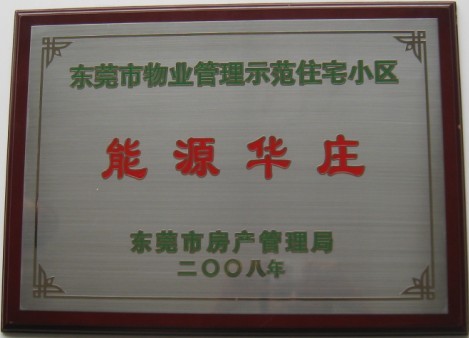 东莞市物业管理示范住宅小区
能源华庄
东莞市房产管理局
二〇〇八年